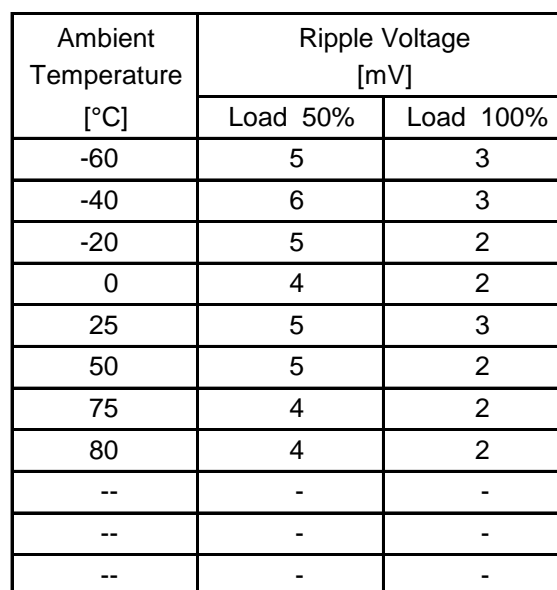 Ambient Temperature [°C] Ripple Voltage [mV]
Load 50% Load 100%
-60 5 3
-40 6 3
-20 5 2
0 4 2
25 5 3
50 5 2
75 4 2
80 4 2
-- - -
-- - -
-- - -